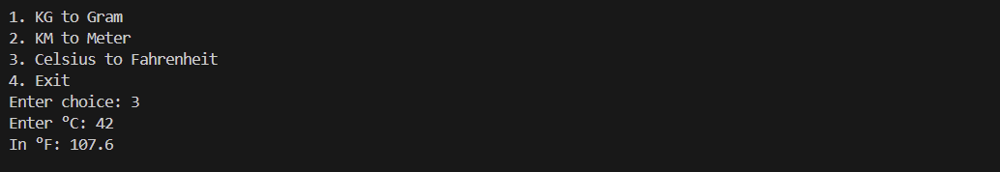 1. KG to Gram
2. KM to Meter
3. Celsius to Fahrenheit
4. Exit
Enter choice: 3
Enter °C: 42
In °F: 107.6